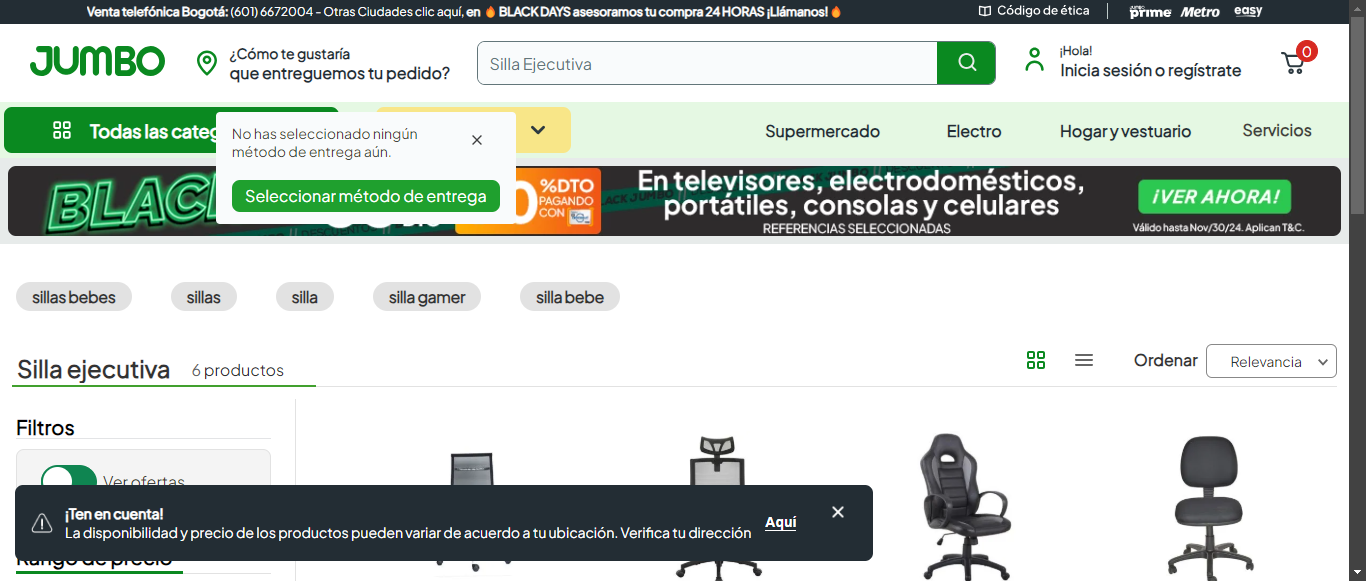 Venta telefónica Bogotá: (601) 6672004 - Otras Ciudades clic aquí, en 🔥 BLACK DAYS asesoramos tu compra 24 HORAS ¡Llámanos! 🔥
Código de ética
prime
Metro
easy
JUMBO
¿Cómo te gustaría
que entreguemos tu pedido?
Silla Ejecutiva
¡Hola!
Inicia sesión o regístrate
0
Todas las categ
No has seleccionado ningún
método de entrega aún.
Seleccionar método de entrega
Supermercado
Electro
Hogar y vestuario
Servicios
BLACK
%DTO
PAGANDO
CON
En televisores, electrodomésticos,
portátiles, consolas y celulares
REFERENCIAS SELECCIONADAS
¡VER AHORA!
Válido hasta Nov/30/24. Aplican T&C.
sillas bebes
sillas
silla
silla gamer
silla bebe
Silla ejecutiva
6 productos
Ordenar
Relevancia
Filtros
Ver ofertas
¡Ten en cuenta!
La disponibilidad y precio de los productos pueden variar de acuerdo a tu ubicación. Verifica tu dirección
Aquí
Rango de precio